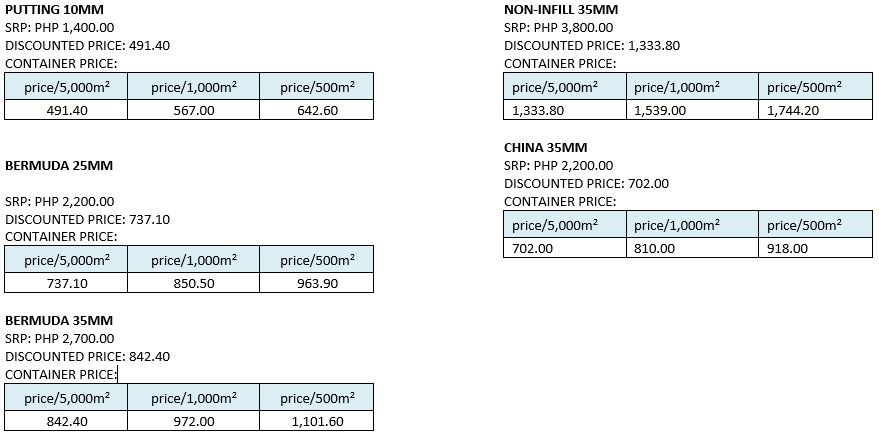 PUTTING 10MM
SRP: PHP 1,400.00
DISCOUNTED PRICE: 491.40
CONTAINER PRICE:
price/5,000m² price/1,000m² price/500m²
491.40 567.00 642.60
BERMUDA 25MM
SRP: PHP 2,200.00
DISCOUNTED PRICE: 737.10
CONTAINER PRICE:
price/5,000m² price/1,000m² price/500m²
737.10 850.50 963.90
BERMUDA 35MM
SRP: PHP 2,700.00
DISCOUNTED PRICE: 842.40
CONTAINER PRICE:
price/5,000m² price/1,000m² price/500m²
842.40 972.00 1,101.60
NON-INFILL 35MM
SRP: PHP 3,800.00
DISCOUNTED PRICE: 1,333.80
CONTAINER PRICE:
price/5,000m² price/1,000m² price/500m²
1,333.80 1,539.00 1,744.20
CHINA 35MM
SRP: PHP 2,200.00
DISCOUNTED PRICE: 702.00
CONTAINER PRICE:
price/5,000m² price/1,000m² price/500m²
702.00 810.00 918.00